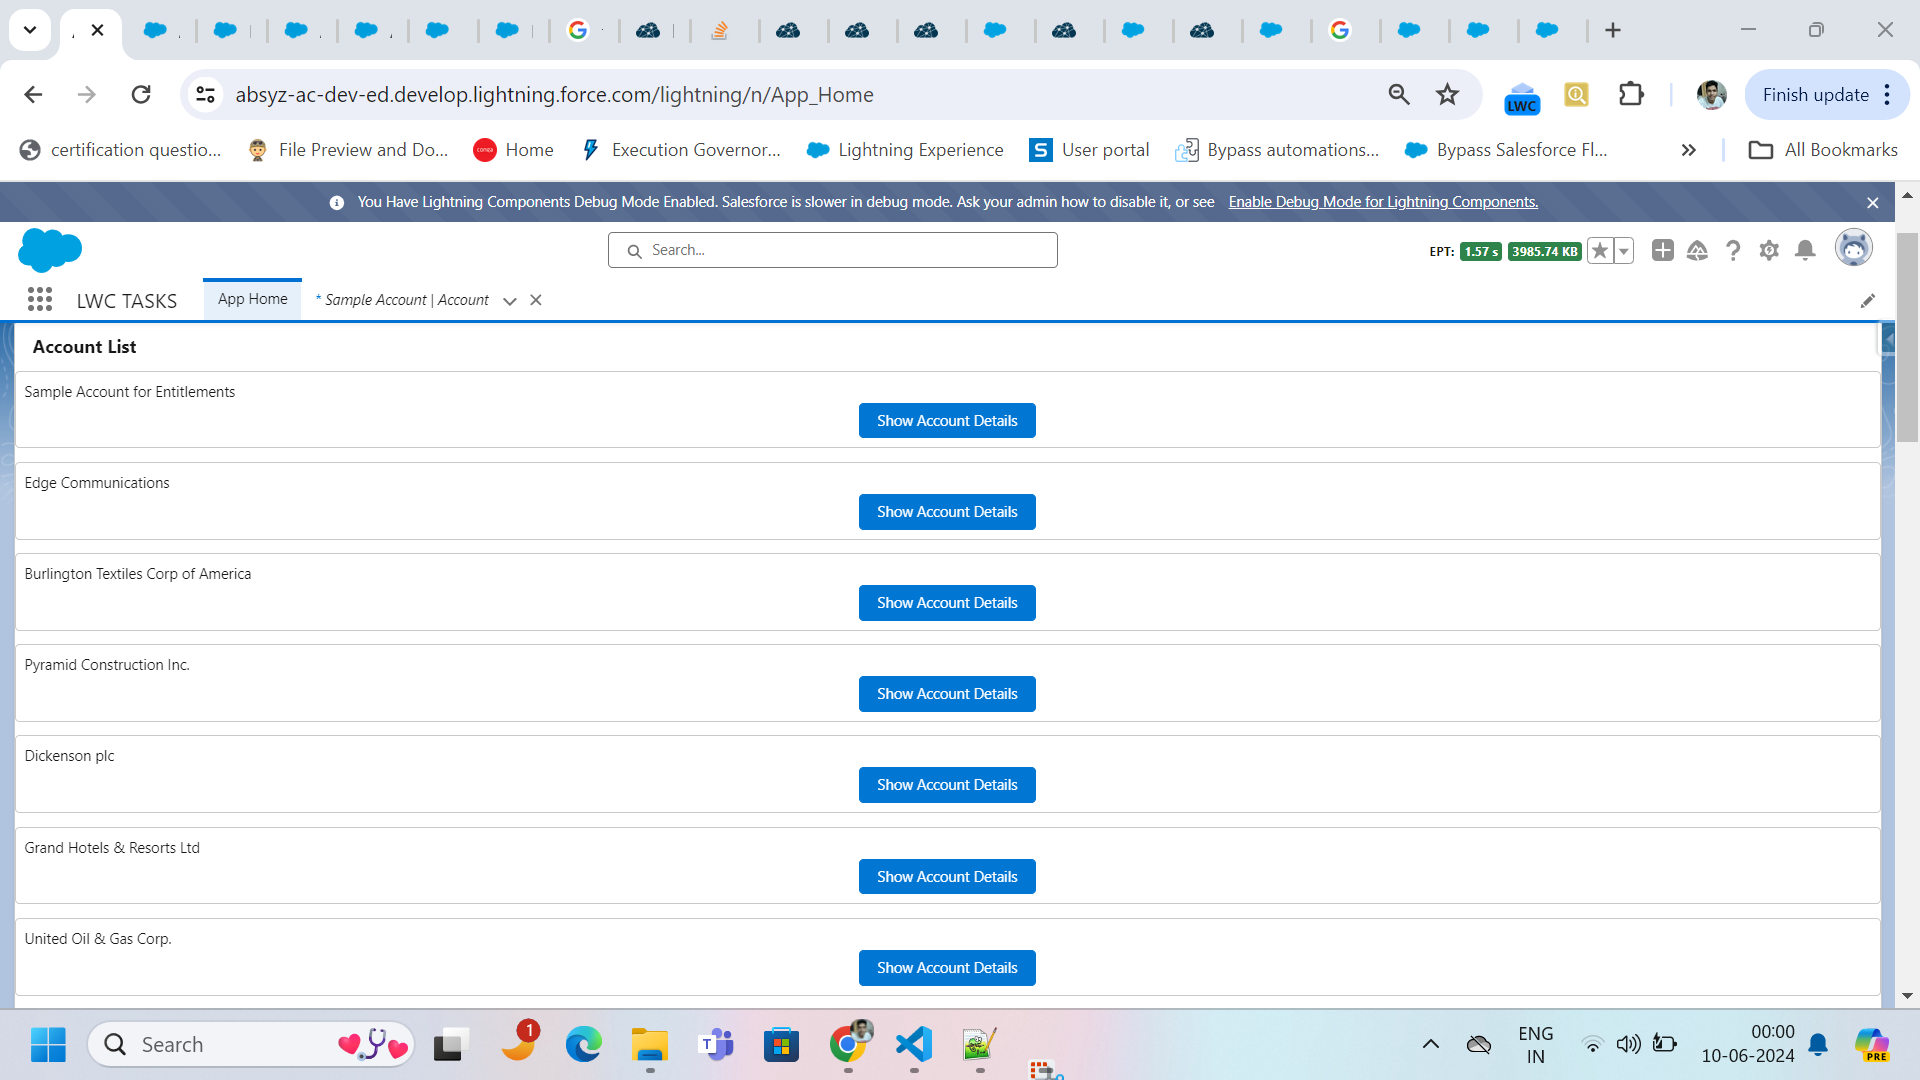 absyz-ac-dev-ed.develop.lightning.force.com/lightning/n/App_Home
LWC
Finish update
certification questio...
File Preview and Do...
Home
Execution Governor...
Lightning Experience
S
User portal
Bypass automations...
Bypass Salesforce Fl...
»
All Bookmarks
You Have Lightning Components Debug Mode Enabled. Salesforce is slower in debug mode. Ask your admin how to disable it, or see Enable Debug Mode for Lightning Components.
Search...
EPT: 1.57 s 3985.74 KB
LWC TASKS
App Home
* Sample Account | Account
Account List
Sample Account for Entitlements
Show Account Details
Edge Communications
Show Account Details
Burlington Textiles Corp of America
Show Account Details
Pyramid Construction Inc.
Show Account Details
Dickenson plc
Show Account Details
Grand Hotels & Resorts Ltd
Show Account Details
United Oil & Gas Corp.
Show Account Details
Search
1
T
ENG
IN
00:00
10-06-2024
PRE